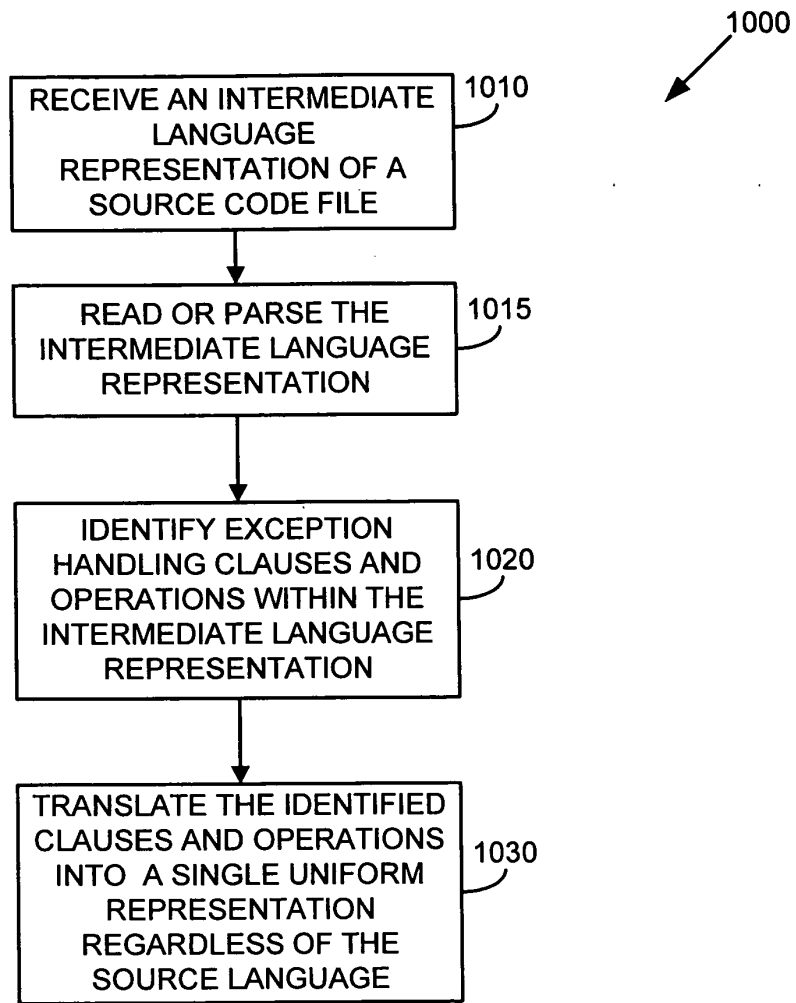 1000
RECEIVE AN INTERMEDIATE
LANGUAGE
REPRESENTATION OF A
SOURCE CODE FILE
1010
READ OR PARSE THE
INTERMEDIATE LANGUAGE
REPRESENTATION
1015
IDENTIFY EXCEPTION
HANDLING CLAUSES AND
OPERATIONS WITHIN THE
INTERMEDIATE LANGUAGE
REPRESENTATION
1020
TRANSLATE THE IDENTIFIED
CLAUSES AND OPERATIONS
INTO A SINGLE UNIFORM
REPRESENTATION
REGARDLESS OF THE
SOURCE LANGUAGE
1030